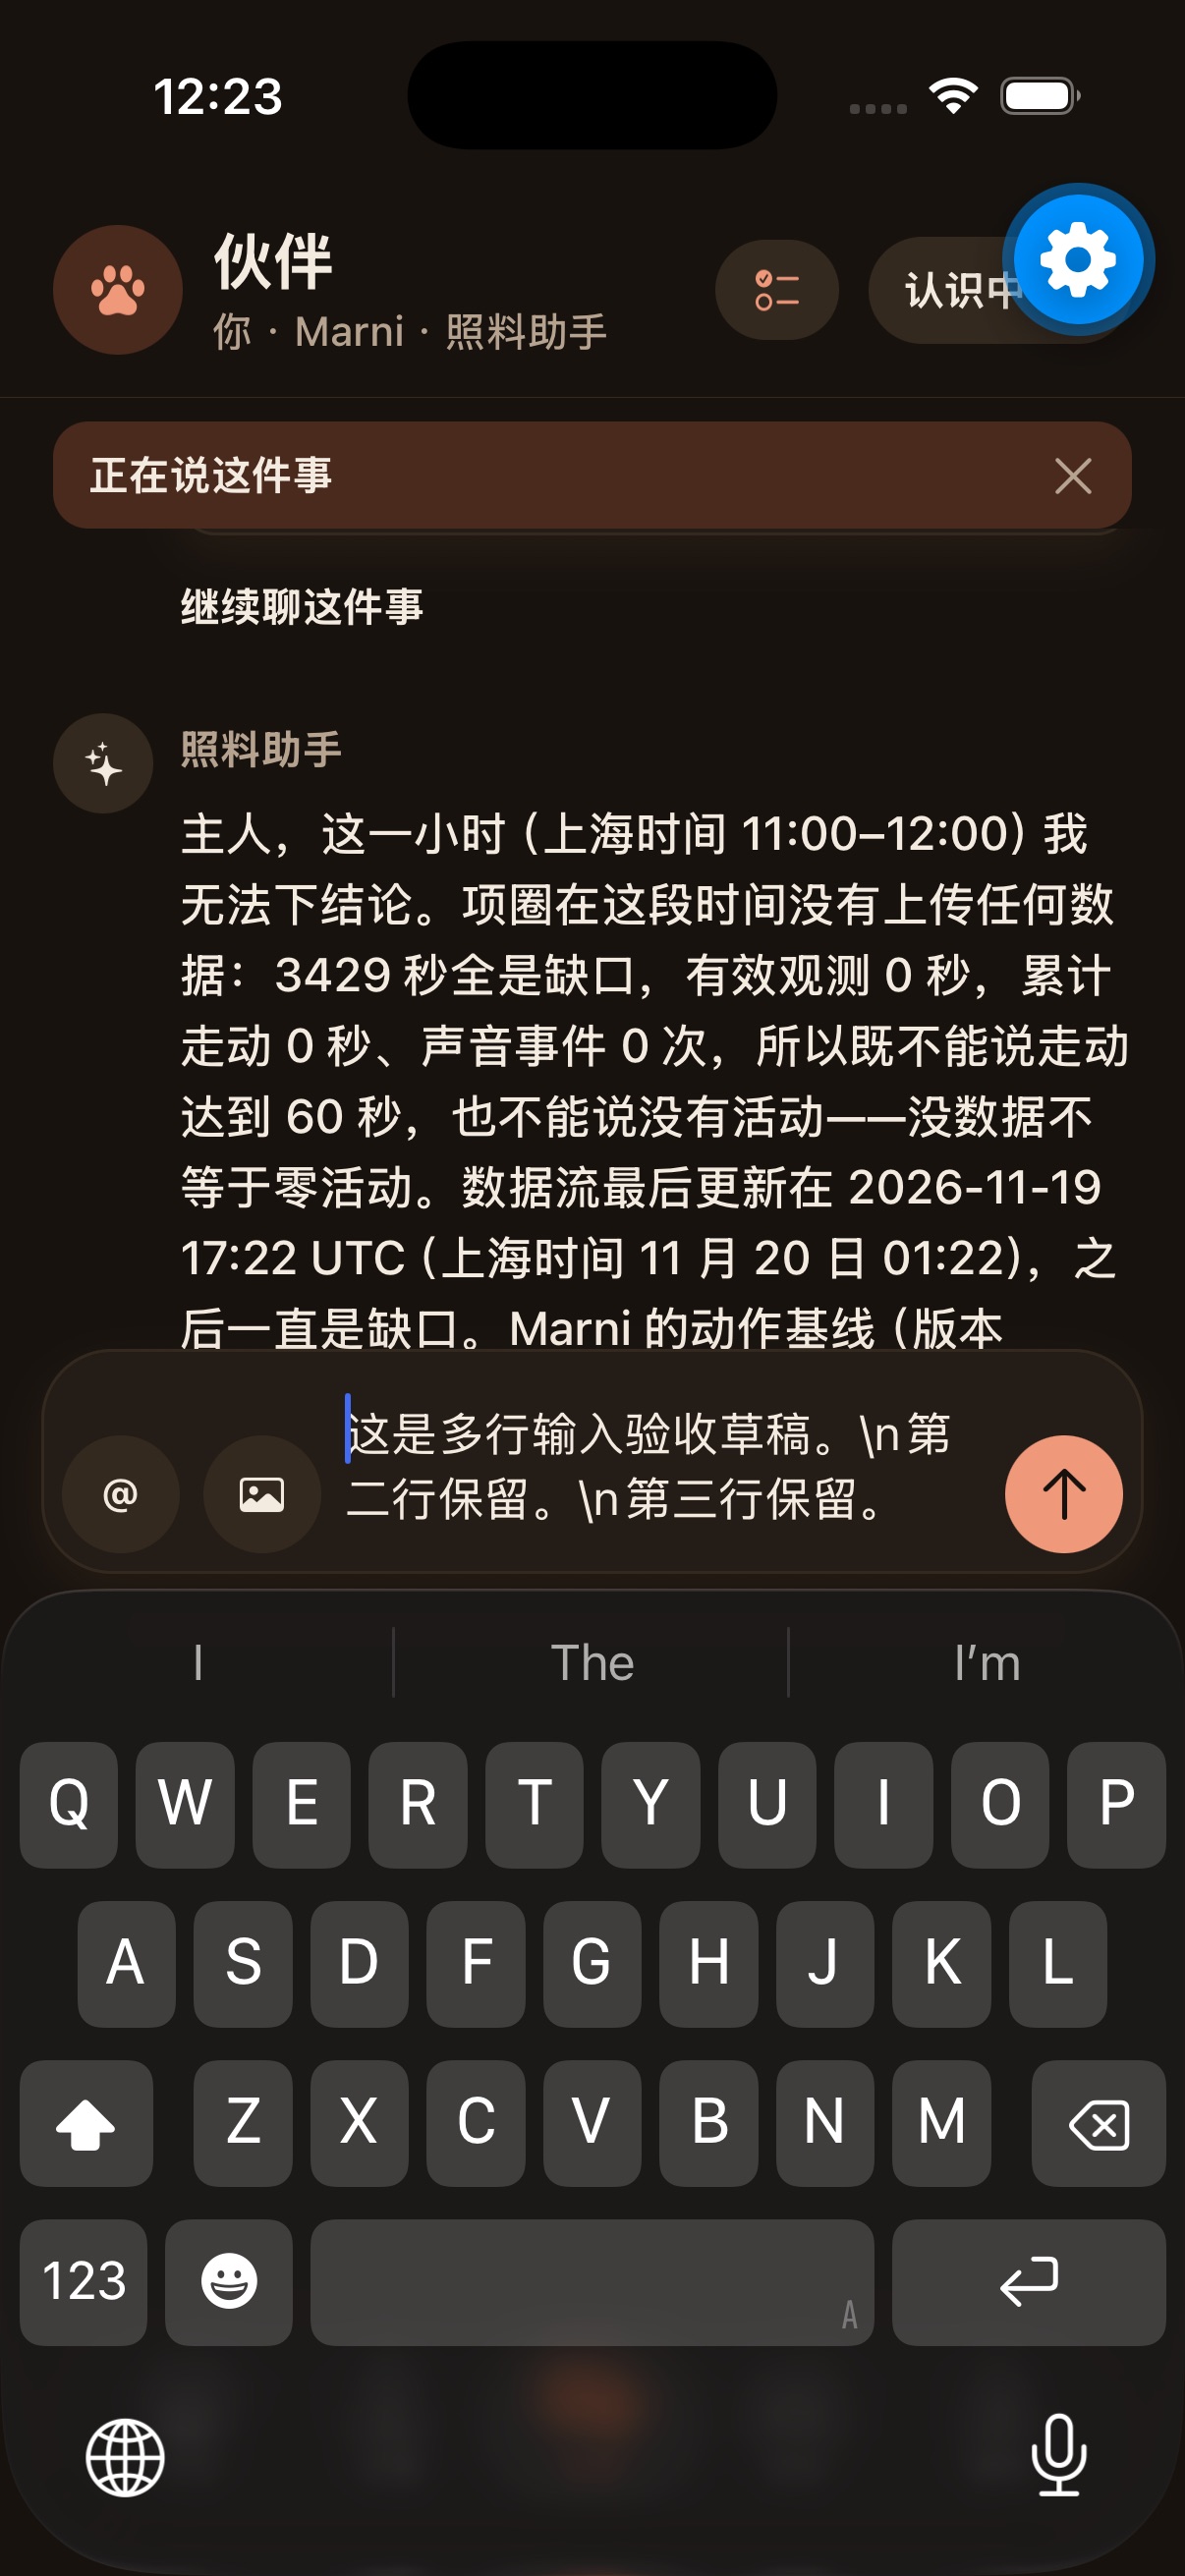 12:23
伙伴
你 · Marni · 照料助手
认识中
正在说这件事
继续聊这件事
照料助手
主人，这一小时（上海时间 11:00–12:00）我
无法下结论。项圈在这段时间没有上传任何数
据：3429 秒全是缺口，有效观测 0 秒，累计
走动 0 秒、声音事件 0 次，所以既不能说走动
达到 60 秒，也不能说没有活动——没数据不
等于零活动。数据流最后更新在 2026-11-19
17:22 UTC（上海时间 11 月 20 日 01:22），之
后一直是缺口。Marni 的动作基线（版本
这是多行输入验收草稿。\n第
二行保留。\n第三行保留。
@
I The I’m
Q W E R T Y U I O P
A S D F G H J K L
Z X C V B N M
123
A